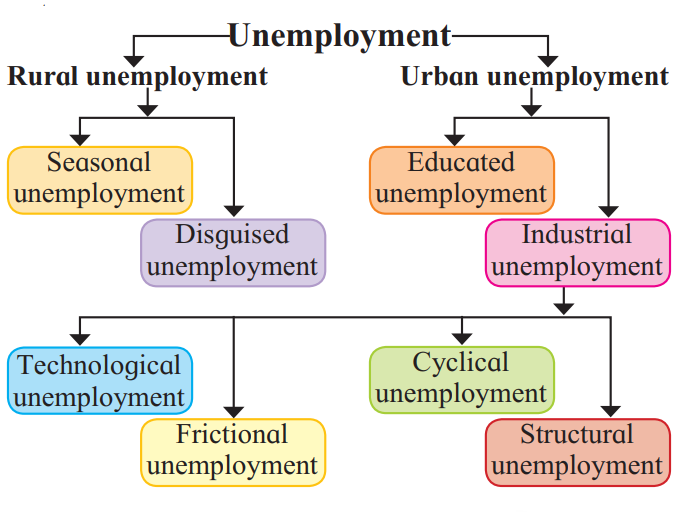 Unemployment
Rural unemployment
Urban unemployment
Seasonal
unemployment
Disguised
unemployment
Educated
unemployment
Industrial
unemployment
Technological
unemployment
Frictional
unemployment
Cyclical
unemployment
Structural
unemployment